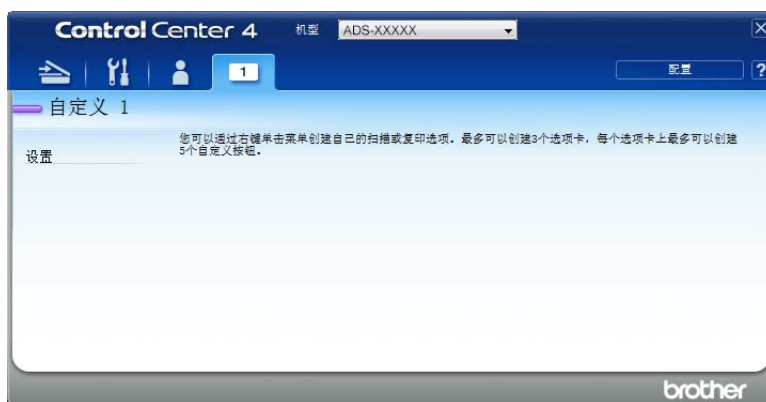 Control Center 4 机型 ADS-XXXXX
1 配置 ?
自定义 1
您可以通过右键单击菜单创建自己的扫描或复印选项。最多可以创建3个选项卡，每个选项卡上最多可以创建
5个自定义按钮。
设置
brother